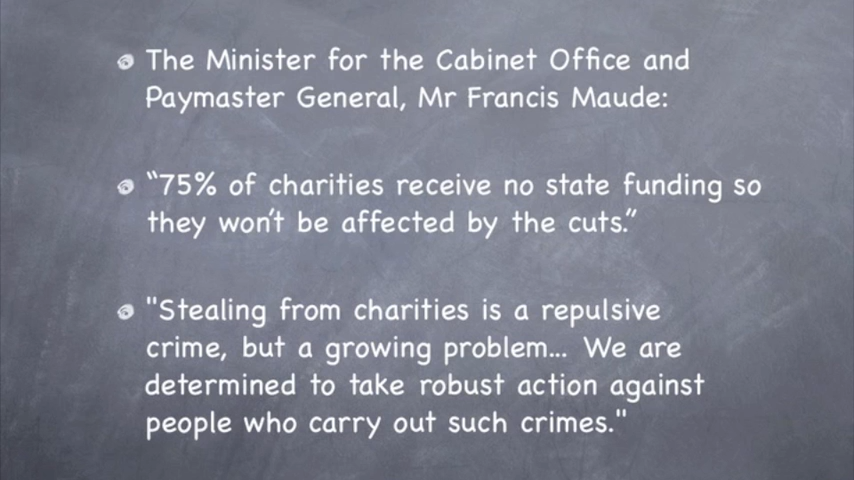 The Minister for the Cabinet Office and
Paymaster General, Mr Francis Maude:
“75% of charities receive no state funding so
they won’t be affected by the cuts.”
"Stealing from charities is a repulsive
crime, but a growing problem... We are
determined to take robust action against
people who carry out such crimes."